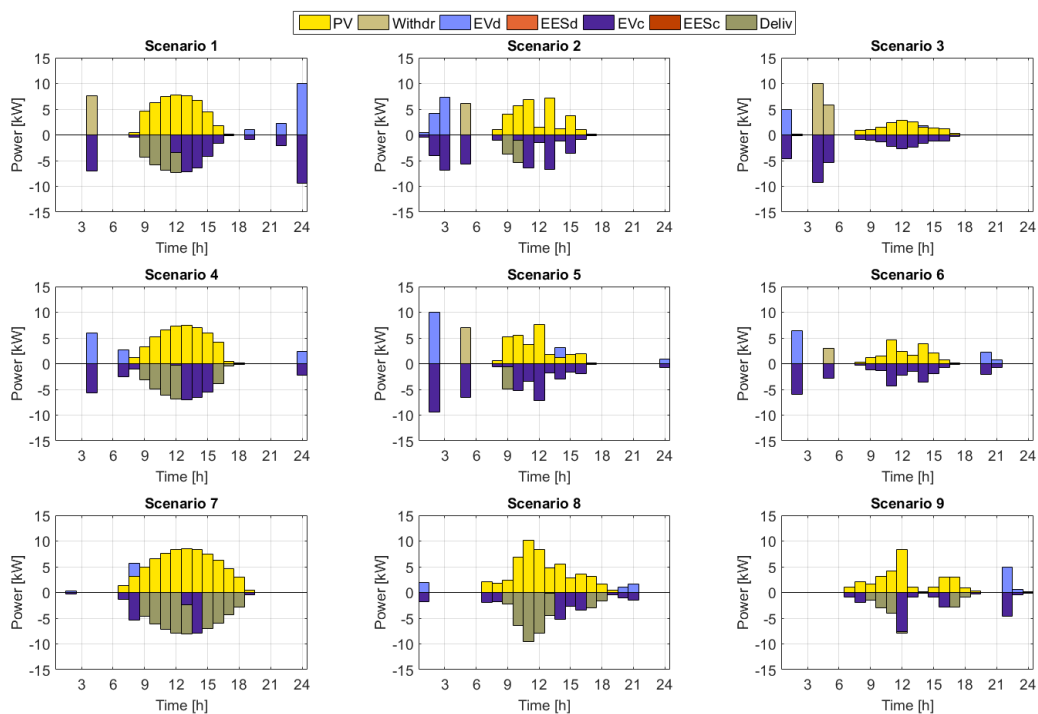 PV Withdr EVd EESd EVc EESc Deliv
Scenario 1 Scenario 2 Scenario 3
15 15 15
10 10 10
5 5 5
0 0 0
-5 -5 -5
-10 -10 -10
-15 -15 -15
Power [kW] Power [kW] Power [kW]
3 6 9 12 15 18 21 24 3 6 9 12 15 18 21 24 3 6 9 12 15 18 21 24
Time [h] Time [h] Time [h]
Scenario 4 Scenario 5 Scenario 6
15 15 15
10 10 10
5 5 5
0 0 0
-5 -5 -5
-10 -10 -10
-15 -15 -15
Power [kW] Power [kW] Power [kW]
3 6 9 12 15 18 21 24 3 6 9 12 15 18 21 24 3 6 9 12 15 18 21 24
Time [h] Time [h] Time [h]
Scenario 7 Scenario 8 Scenario 9
15 15 15
10 10 10
5 5 5
0 0 0
-5 -5 -5
-10 -10 -10
-15 -15 -15
Power [kW] Power [kW] Power [kW]
3 6 9 12 15 18 21 24 3 6 9 12 15 18 21 24 3 6 9 12 15 18 21 24
Time [h] Time [h] Time [h]